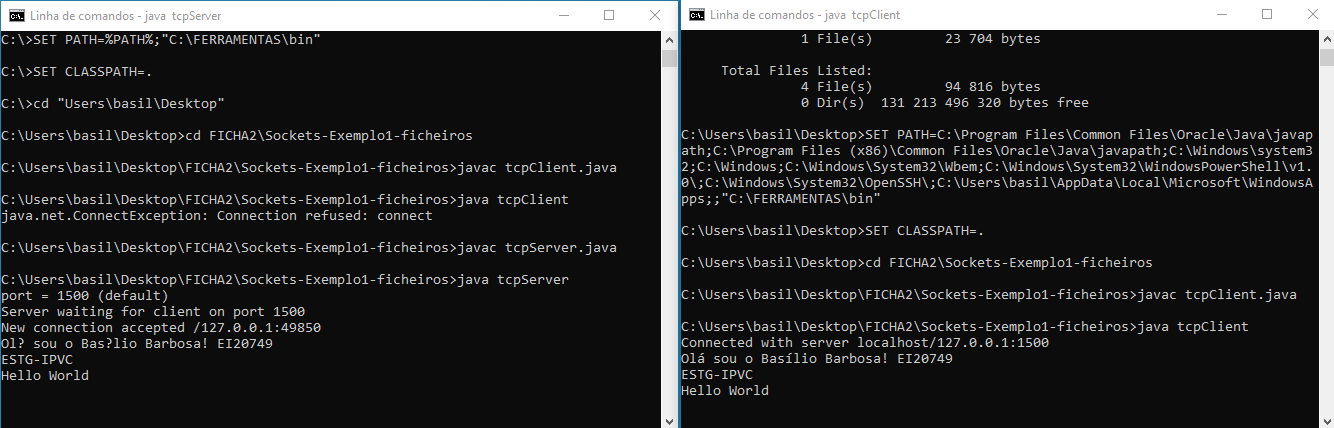 Linha de comandos - java tcpServer
C:\>SET PATH=%PATH%;"C:\FERRAMENTAS\bin"
C:\>SET CLASSPATH=.
C:\>cd "Users\basil\Desktop"
C:\Users\basil\Desktop>cd FICHA2\Sockets-Exemplo1-ficheiros
C:\Users\basil\Desktop\FICHA2\Sockets-Exemplo1-ficheiros>javac tcpClient.java
C:\Users\basil\Desktop\FICHA2\Sockets-Exemplo1-ficheiros>java tcpClient
java.net.ConnectException: Connection refused: connect
C:\Users\basil\Desktop\FICHA2\Sockets-Exemplo1-ficheiros>javac tcpServer.java
C:\Users\basil\Desktop\FICHA2\Sockets-Exemplo1-ficheiros>java tcpServer
port = 1500 (default)
Server waiting for client on port 1500
New connection accepted /127.0.0.1:49850
Ol? sou o Bas?lio Barbosa! EI20749
ESTG-IPVC
Hello World
Linha de comandos - java tcpClient
1 File(s) 23 704 bytes
Total Files Listed:
4 File(s) 94 816 bytes
0 Dir(s) 131 213 496 320 bytes free
C:\Users\basil\Desktop>SET PATH=C:\Program Files\Common Files\Oracle\Java\javap
ath;C:\Program Files (x86)\Common Files\Oracle\Java\javapath;C:\Windows\system3
2;C:\Windows;C:\Windows\System32\Wbem;C:\Windows\System32\WindowsPowerShell\v1.
0\;C:\Windows\System32\OpenSSH\;C:\Users\basil\AppData\Local\Microsoft\WindowsA
pps;;"C:\FERRAMENTAS\bin"
C:\Users\basil\Desktop>SET CLASSPATH=.
C:\Users\basil\Desktop>cd FICHA2\Sockets-Exemplo1-ficheiros
C:\Users\basil\Desktop\FICHA2\Sockets-Exemplo1-ficheiros>javac tcpClient.java
C:\Users\basil\Desktop\FICHA2\Sockets-Exemplo1-ficheiros>java tcpClient
Connected with server localhost/127.0.0.1:1500
Olá sou o Basílio Barbosa! EI20749
ESTG-IPVC
Hello World